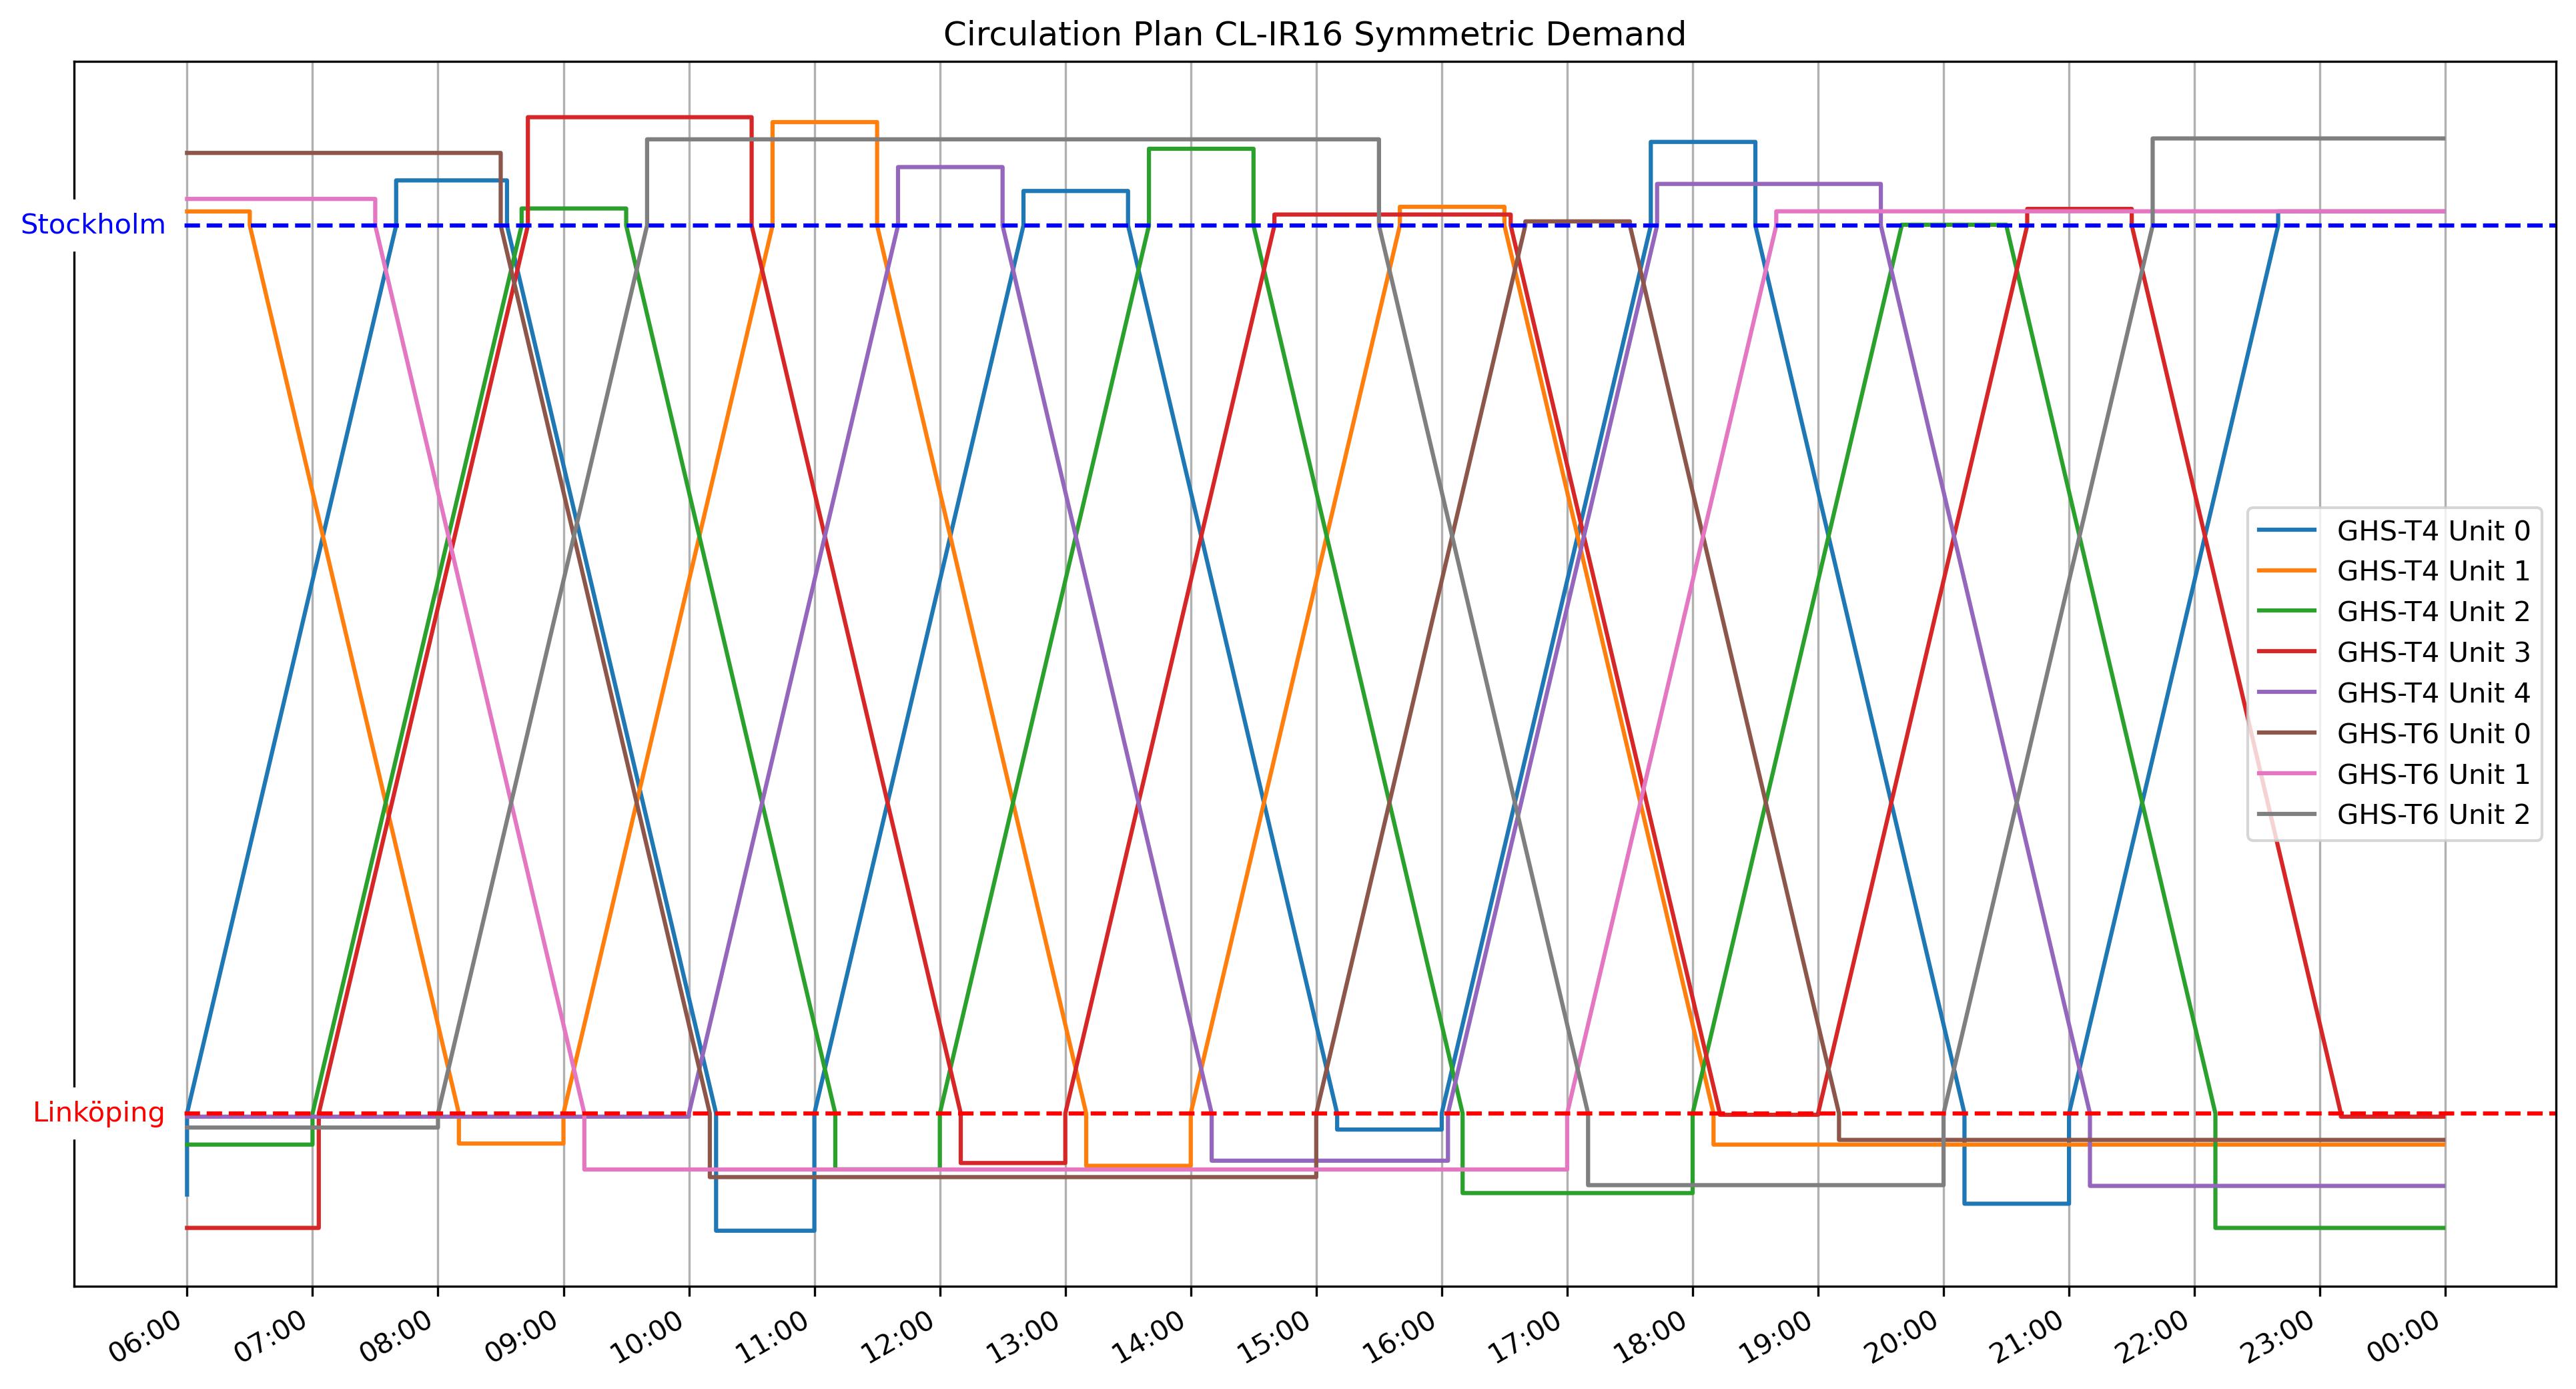 Circulation Plan CL-IR16 Symmetric Demand
Stockholm
Linköping
GHS-T4 Unit 0
GHS-T4 Unit 1
GHS-T4 Unit 2
GHS-T4 Unit 3
GHS-T4 Unit 4
GHS-T6 Unit 0
GHS-T6 Unit 1
GHS-T6 Unit 2
06:00 07:00 08:00 09:00 10:00 11:00 12:00 13:00 14:00 15:00 16:00 17:00 18:00 19:00 20:00 21:00 22:00 23:00 00:00